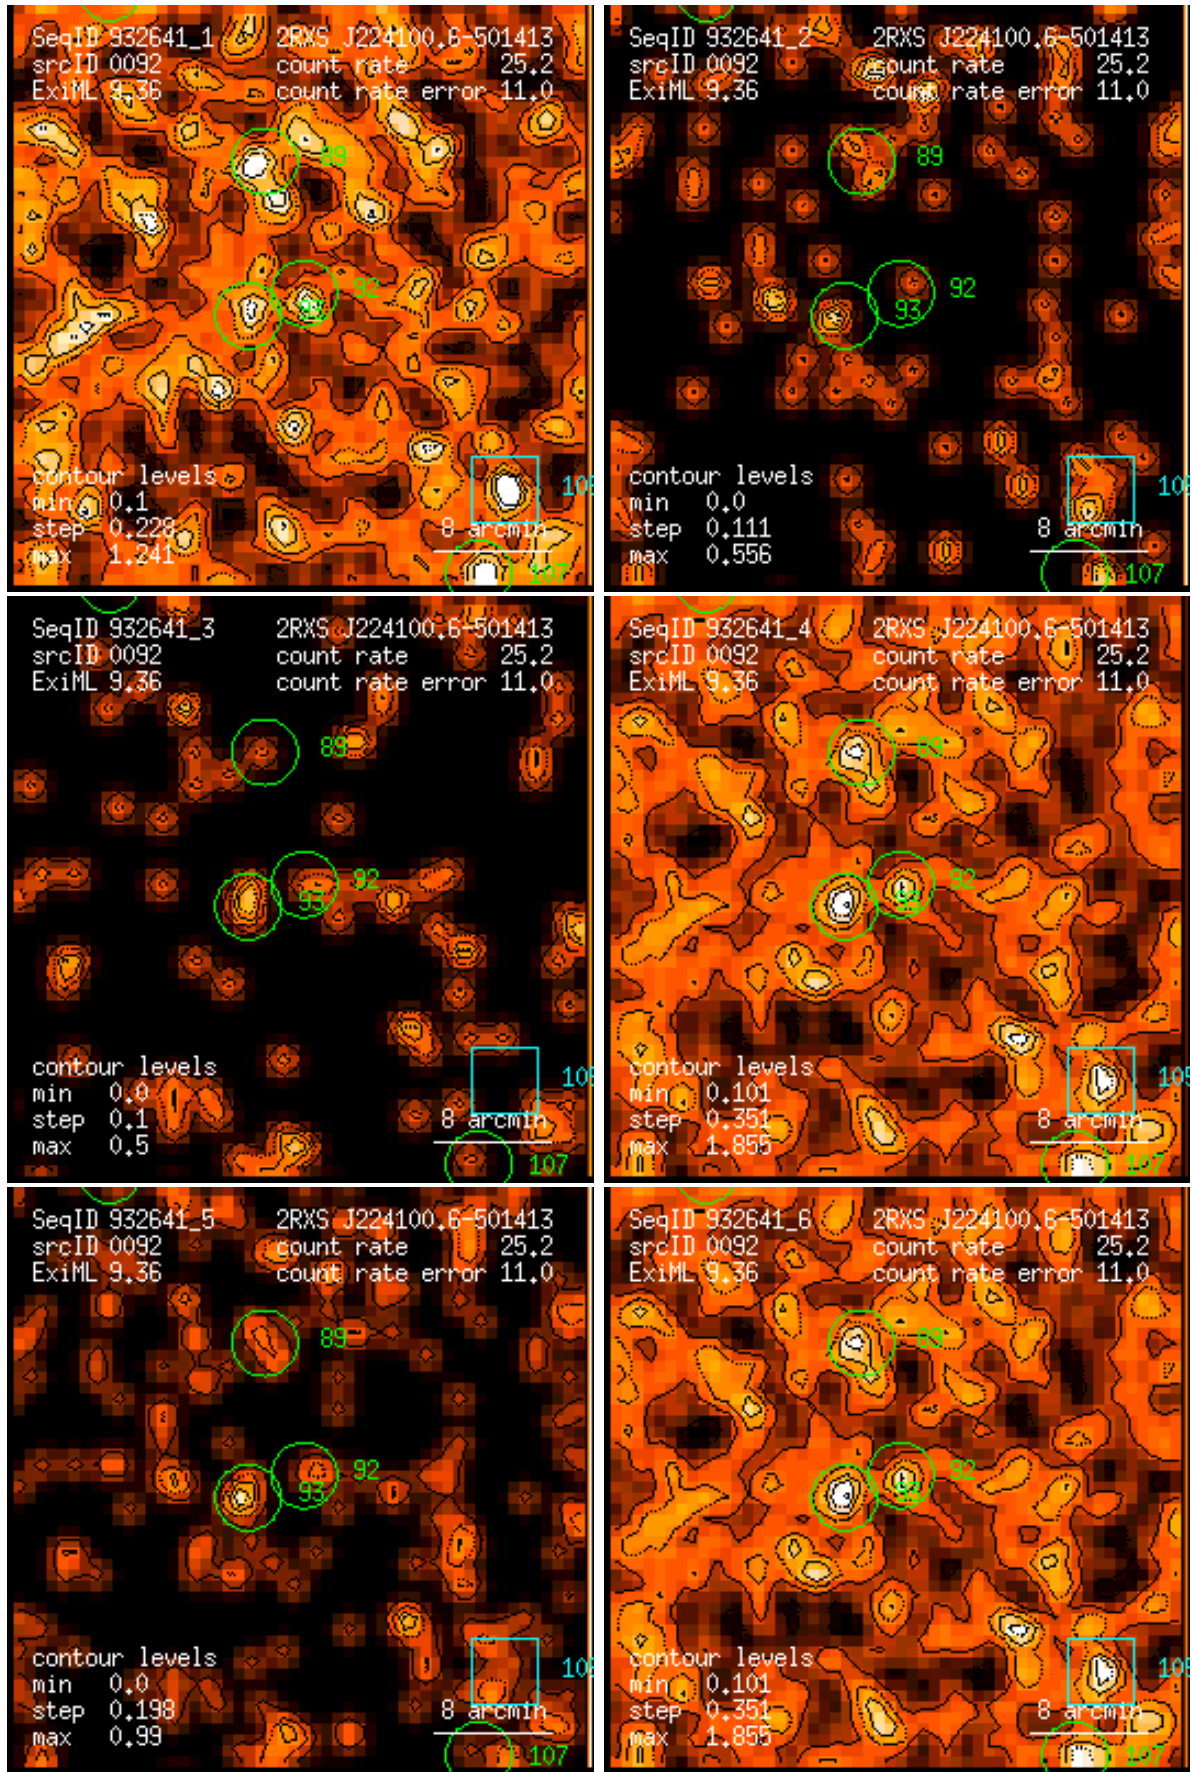 SeqID 932641_1 2RXS J224100.6-501413
srcID 0092 count rate 25.2
ExiML 9.36 count rate error 11.0
89
92
93
contour levels
min 0.1
step 0.228
max 1.241
105
8 arcmin
107
SeqID 932641_2 2RXS J224100.6-501413
srcID 0092 count rate 25.2
ExiML 9.36 count rate error 11.0
89
92
93
contour levels
min 0.0
step 0.111
max 0.556
105
8 arcmin
107
SeqID 932641_3 2RXS J224100.6-501413
srcID 0092 count rate 25.2
ExiML 9.36 count rate error 11.0
89
92
93
contour levels
min 0.0
step 0.1
max 0.5
105
8 arcmin
107
SeqID 932641_4 2RXS J224100.6-501413
srcID 0092 count rate 25.2
ExiML 9.36 count rate error 11.0
89
92
93
contour levels
min 0.101
step 0.351
max 1.855
105
8 arcmin
107
SeqID 932641_5 2RXS J224100.6-501413
srcID 0092 count rate 25.2
ExiML 9.36 count rate error 11.0
89
92
93
contour levels
min 0.0
step 0.198
max 0.99
105
8 arcmin
107
SeqID 932641_6 2RXS J224100.6-501413
srcID 0092 count rate 25.2
ExiML 9.36 count rate error 11.0
89
92
93
contour levels
min 0.101
step 0.351
max 1.855
105
8 arcmin
107